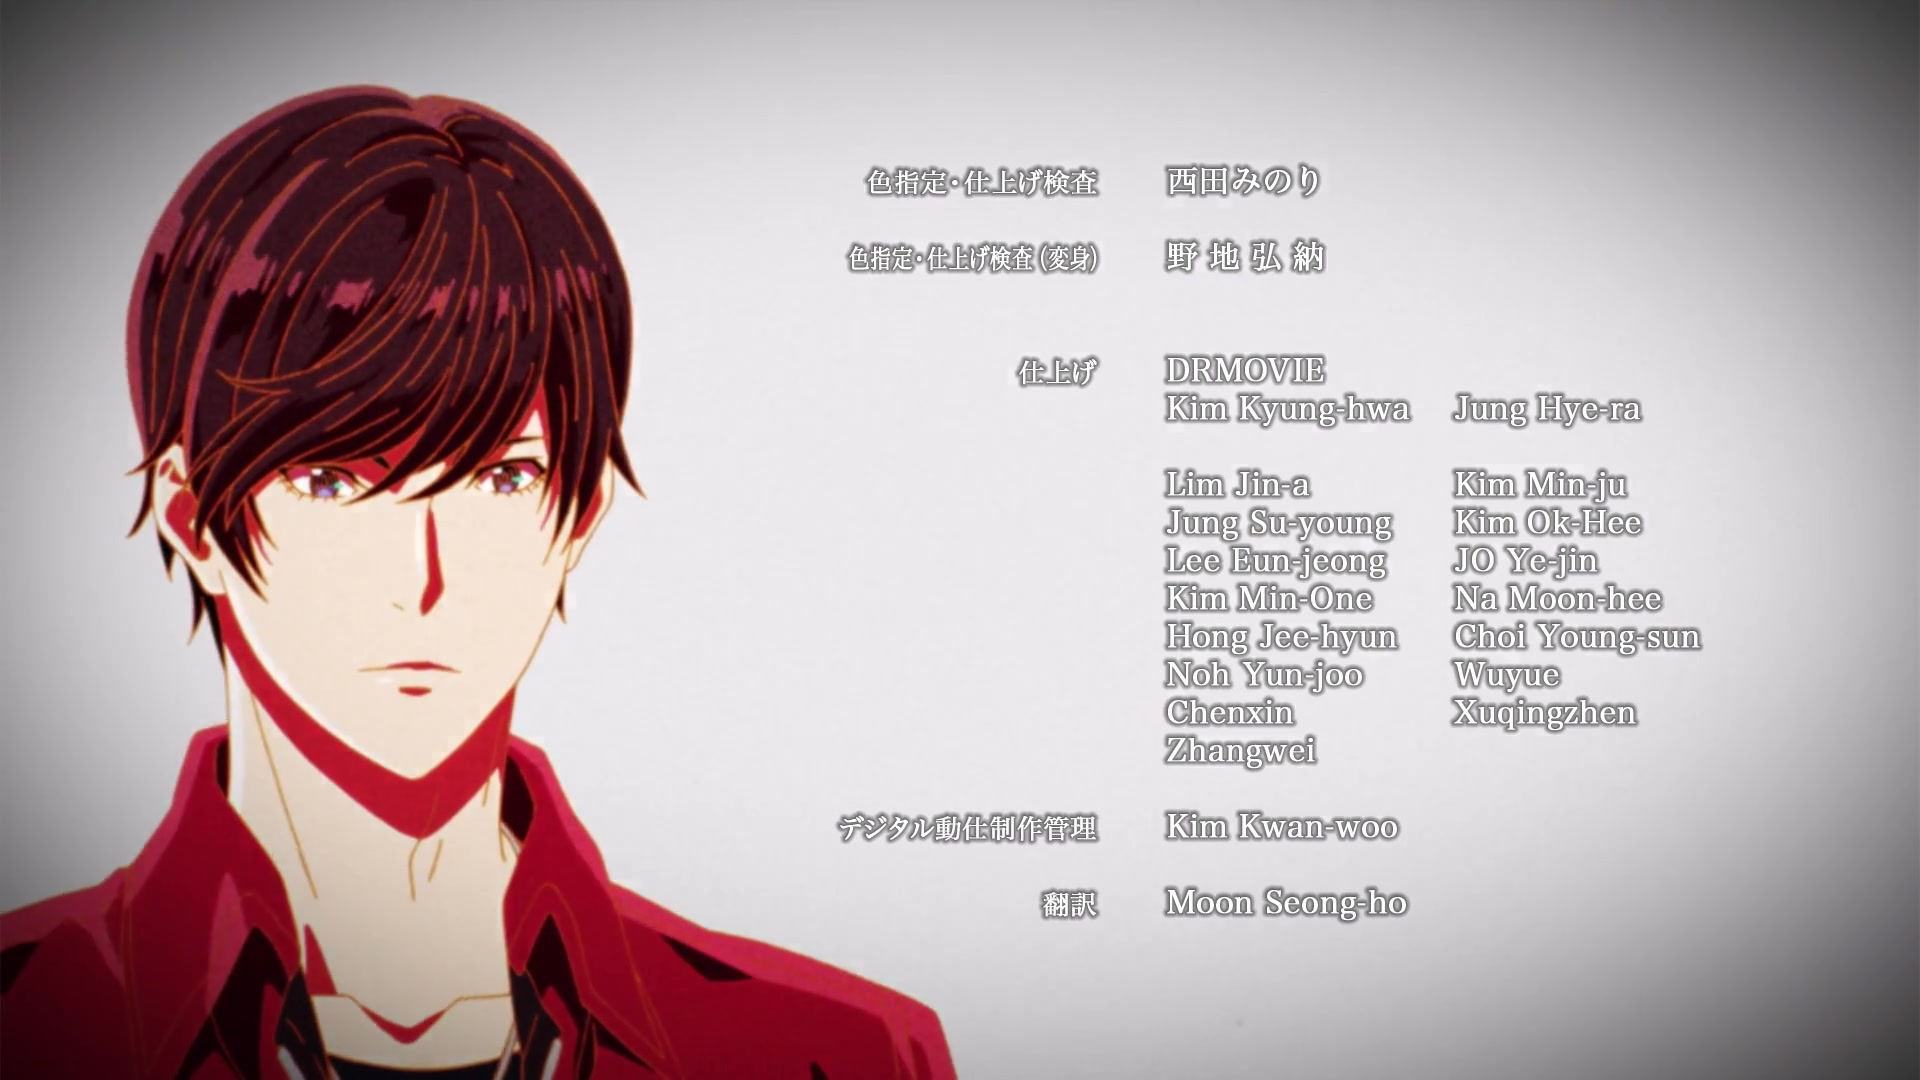 色指定・仕上げ検査 西田みのり
色指定・仕上げ検査(変身) 野地弘納
仕上げ DRMOVIE
Kim Kyung-hwa Jung Hye-ra
Lim Jin-a Kim Min-ju
Jung Su-young Kim Ok-Hee
Lee Eun-jeong JO Ye-jin
Kim Min-One Na Moon-hee
Hong Jee-hyun Choi Young-sun
Noh Yun-joo Wuyue
Chenxin Xuqingzhen
Zhangwei
デジタル動仕制作管理 Kim Kwan-woo
翻訳 Moon Seong-ho